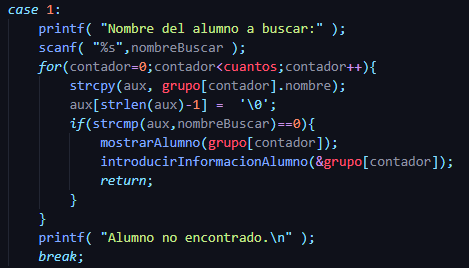 case 1:
    printf( "Nombre del alumno a buscar:" );
    scanf( "%s",nombreBuscar );
    for(contador=0;contador<cuantos;contador++){
        strcpy(aux, grupo[contador].nombre);
        aux[strlen(aux)-1] =  '\0';
        if(strcmp(aux,nombreBuscar)==0){
            mostrarAlumno(grupo[contador]);
            introducirInformacionAlumno(&grupo[contador]);
            return;
        }
    }
    printf( "Alumno no encontrado.\n" );
    break;